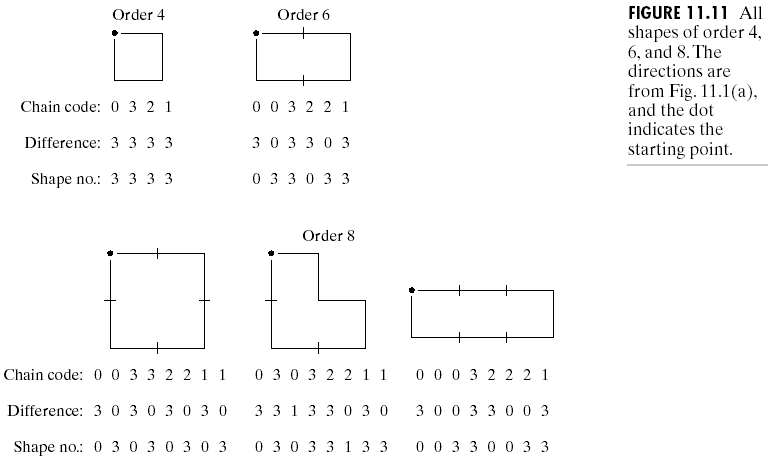 Order 4
Order 6
Chain code: 0 3 2 1
0 0 3 2 2 1
Difference: 3 3 3 3
3 0 3 3 0 3
Shape no.: 3 3 3 3
0 3 3 0 3 3
FIGURE 11.11 All
shapes of order 4,
6, and 8. The
directions are
from Fig. 11.1(a),
and the dot
indicates the
starting point.
Order 8
Chain code: 0 0 3 3 2 2 1 1
0 3 0 3 2 2 1 1
0 0 0 3 2 2 2 1
Difference: 3 0 3 0 3 0 3 0
3 3 1 3 3 0 3 0
3 0 0 3 3 0 0 3
Shape no.: 0 3 0 3 0 3 0 3
0 3 0 3 3 1 3 3
0 0 3 3 0 0 3 3